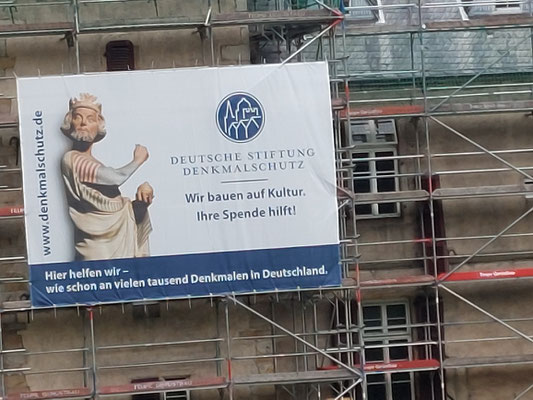 www.denkmalschutz.de
DEUTSCHE STIFTUNG
DENKMALSCHUTZ
Wir bauen auf Kultur.
Ihre Spende hilft!
Hier helfen wir –
wie schon an vielen tausend Denkmalen in Deutschland.